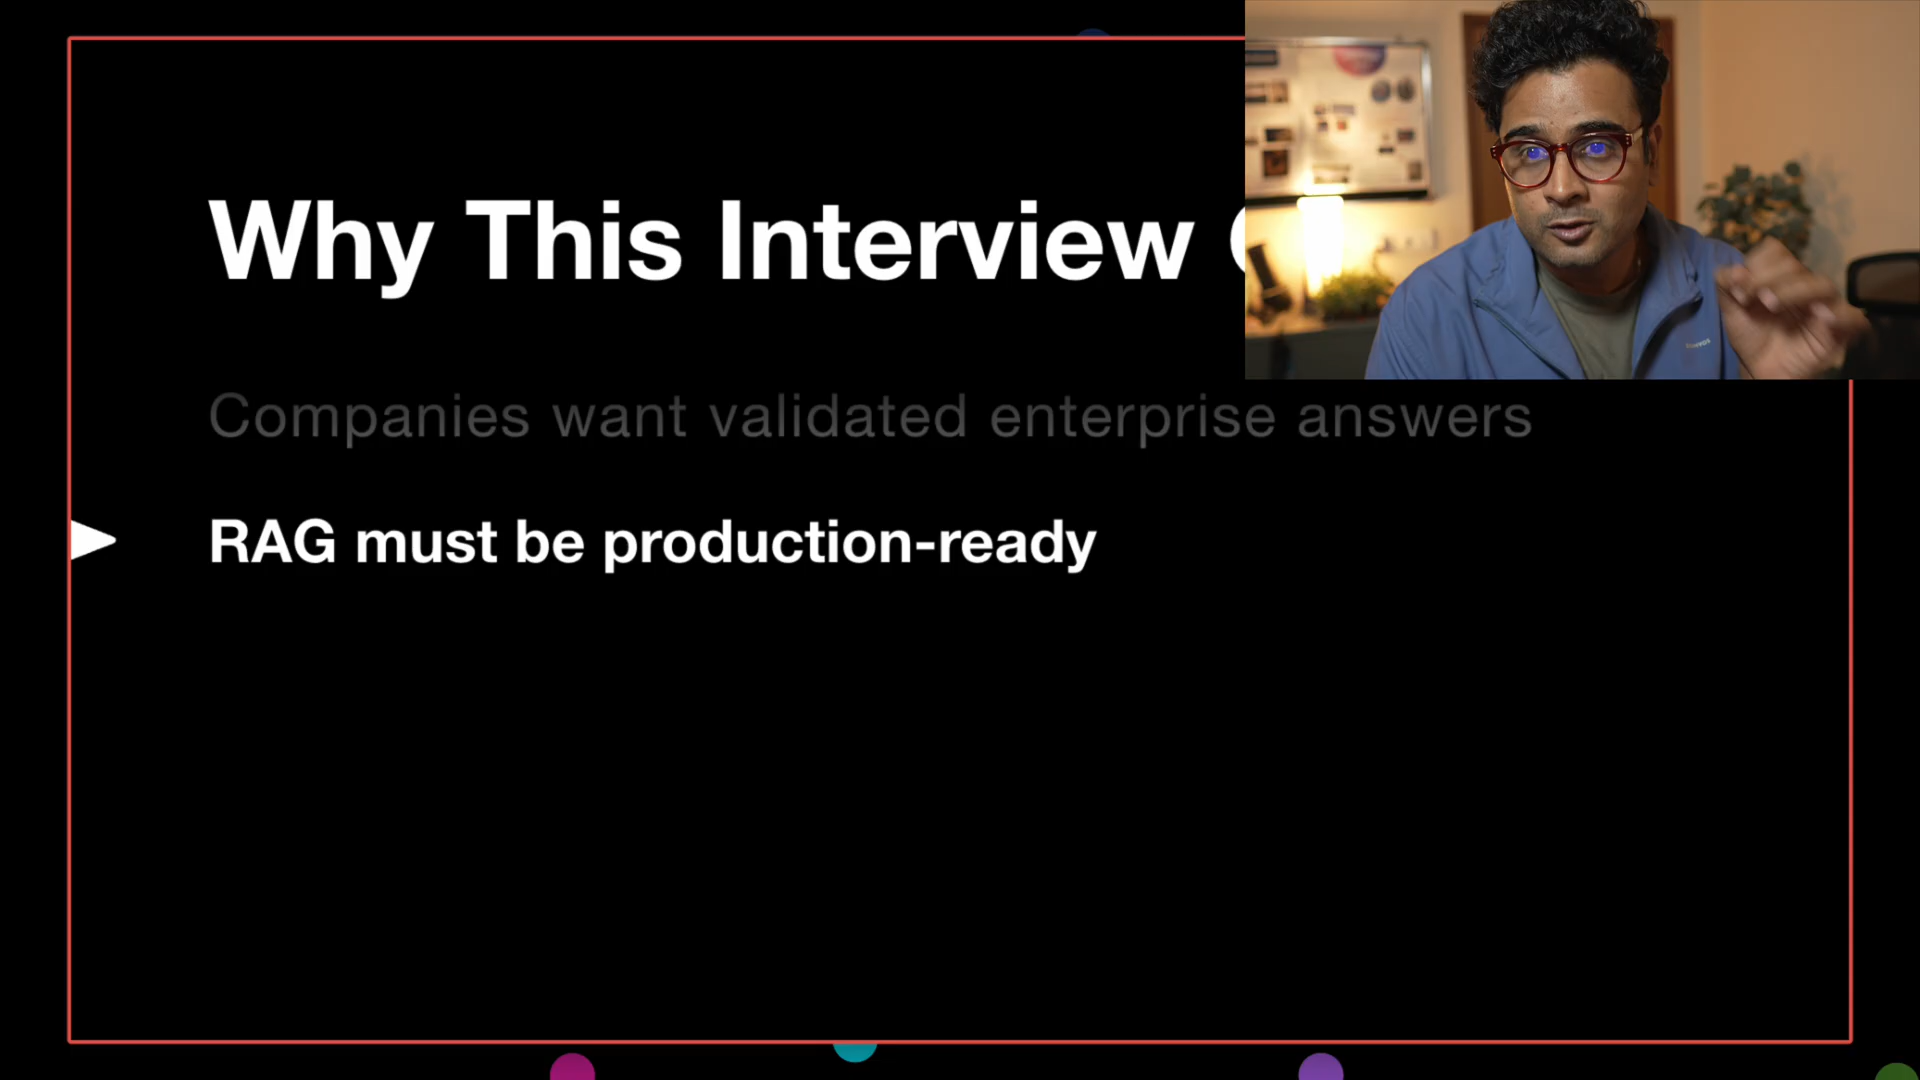 Why This Interview
Companies want validated enterprise answers
RAG must be production-ready